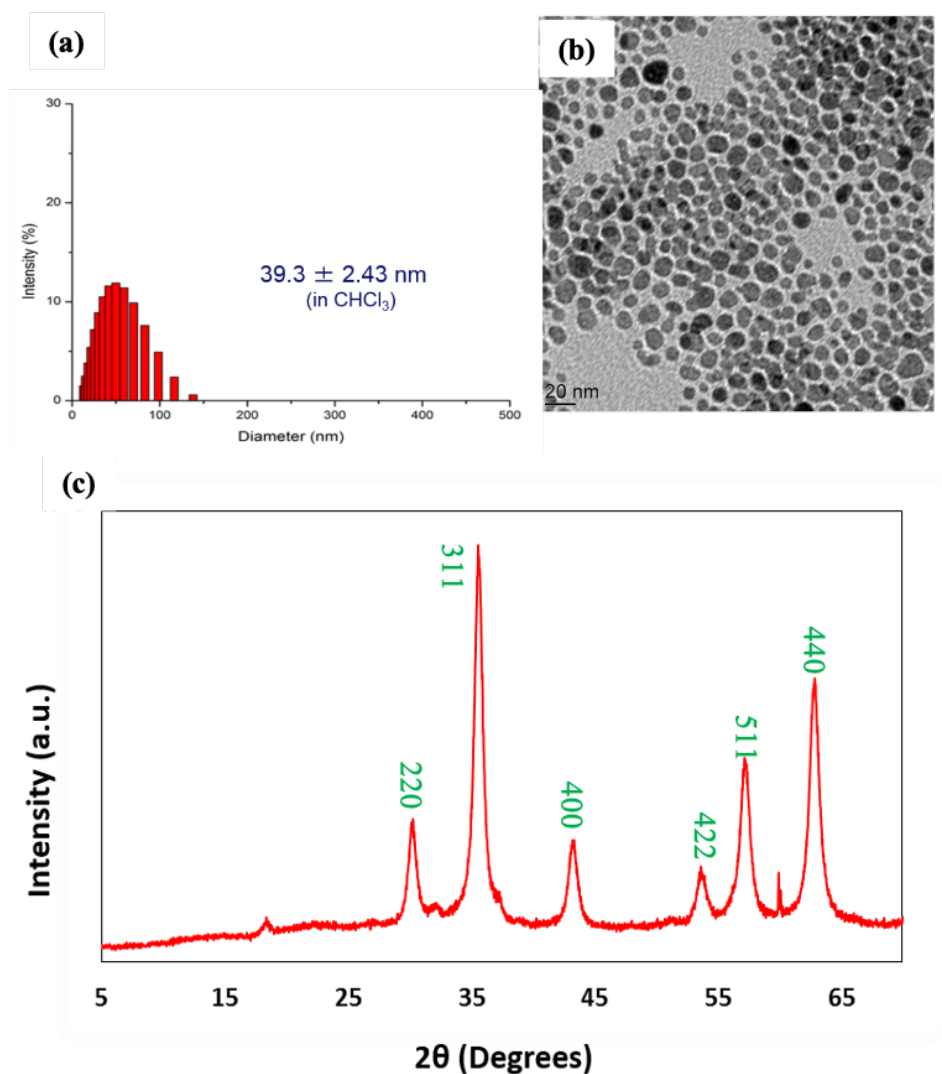 (a)
(b)
30
20
10
0
Intensity (%)
39.3 ± 2.43 nm
(in CHCl₃)
0 100 200 300 400 500
Diameter (nm)
20 nm
(c)
Intensity (a.u.)
220
311
400
422
511
440
5 15 25 35 45 55 65
2θ (Degrees)